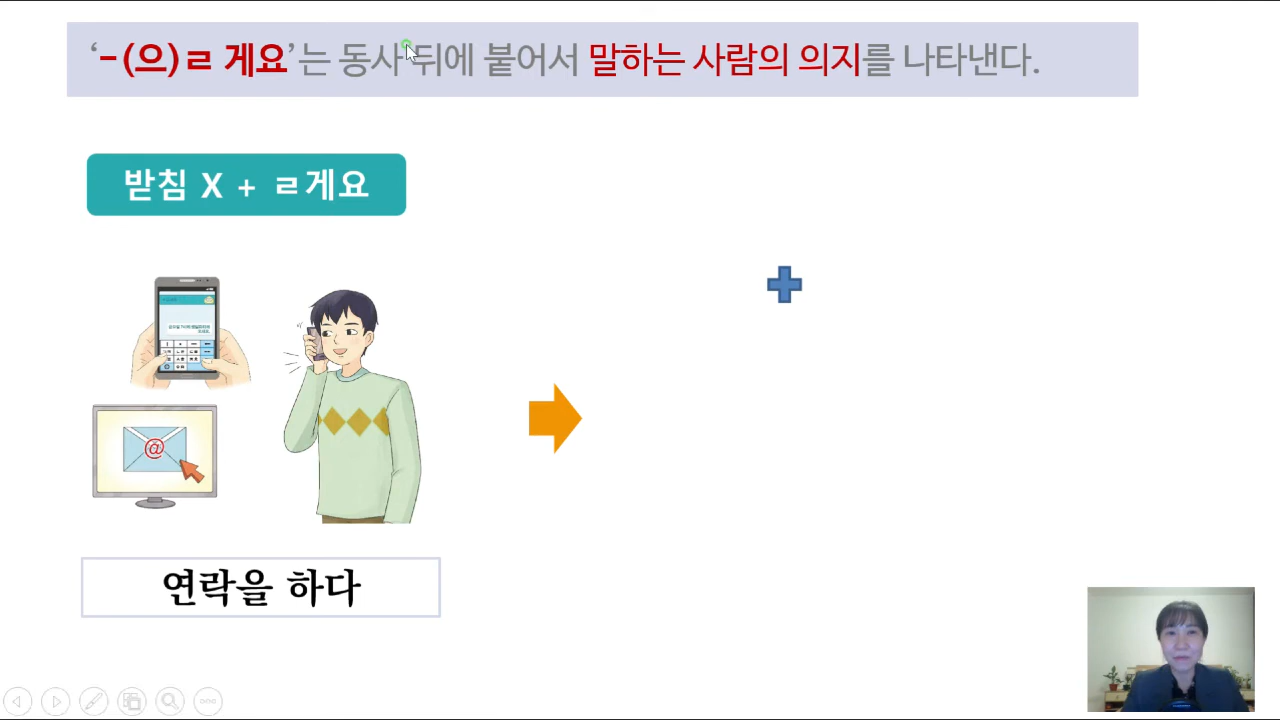 ‘-(으)ㄹ 게요’는 동사 뒤에 붙어서 말하는 사람의 의지를 나타낸다.
받침 X + ㄹ게요
@
연락을 하다